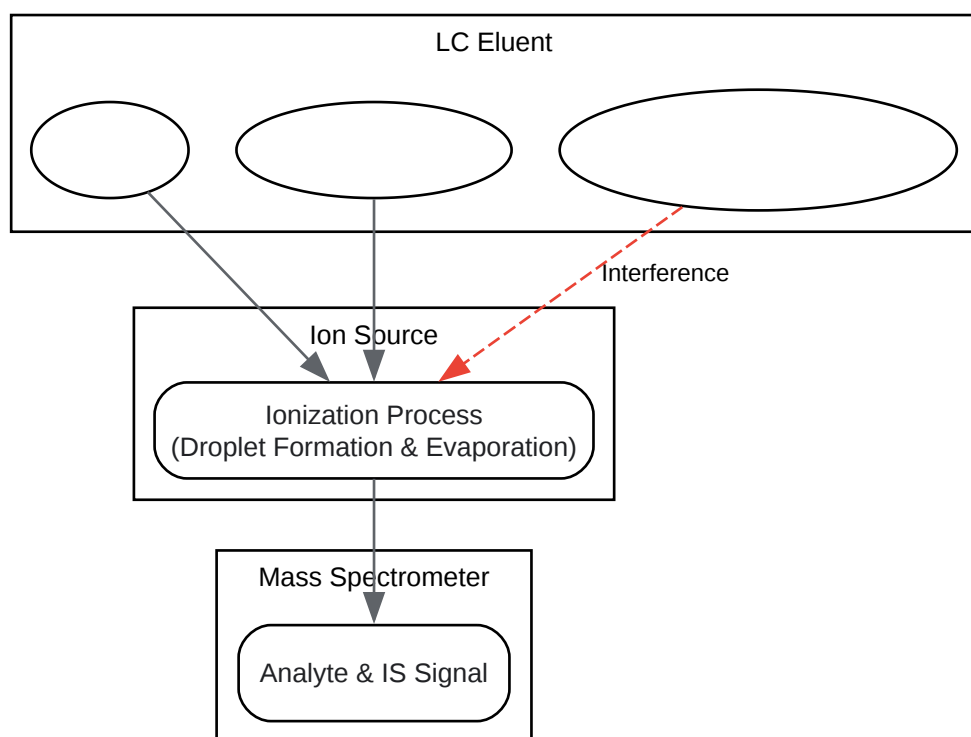 LC Eluent
Interference
Ion Source
Ionization Process
(Droplet Formation & Evaporation)
Mass Spectrometer
Analyte & IS Signal